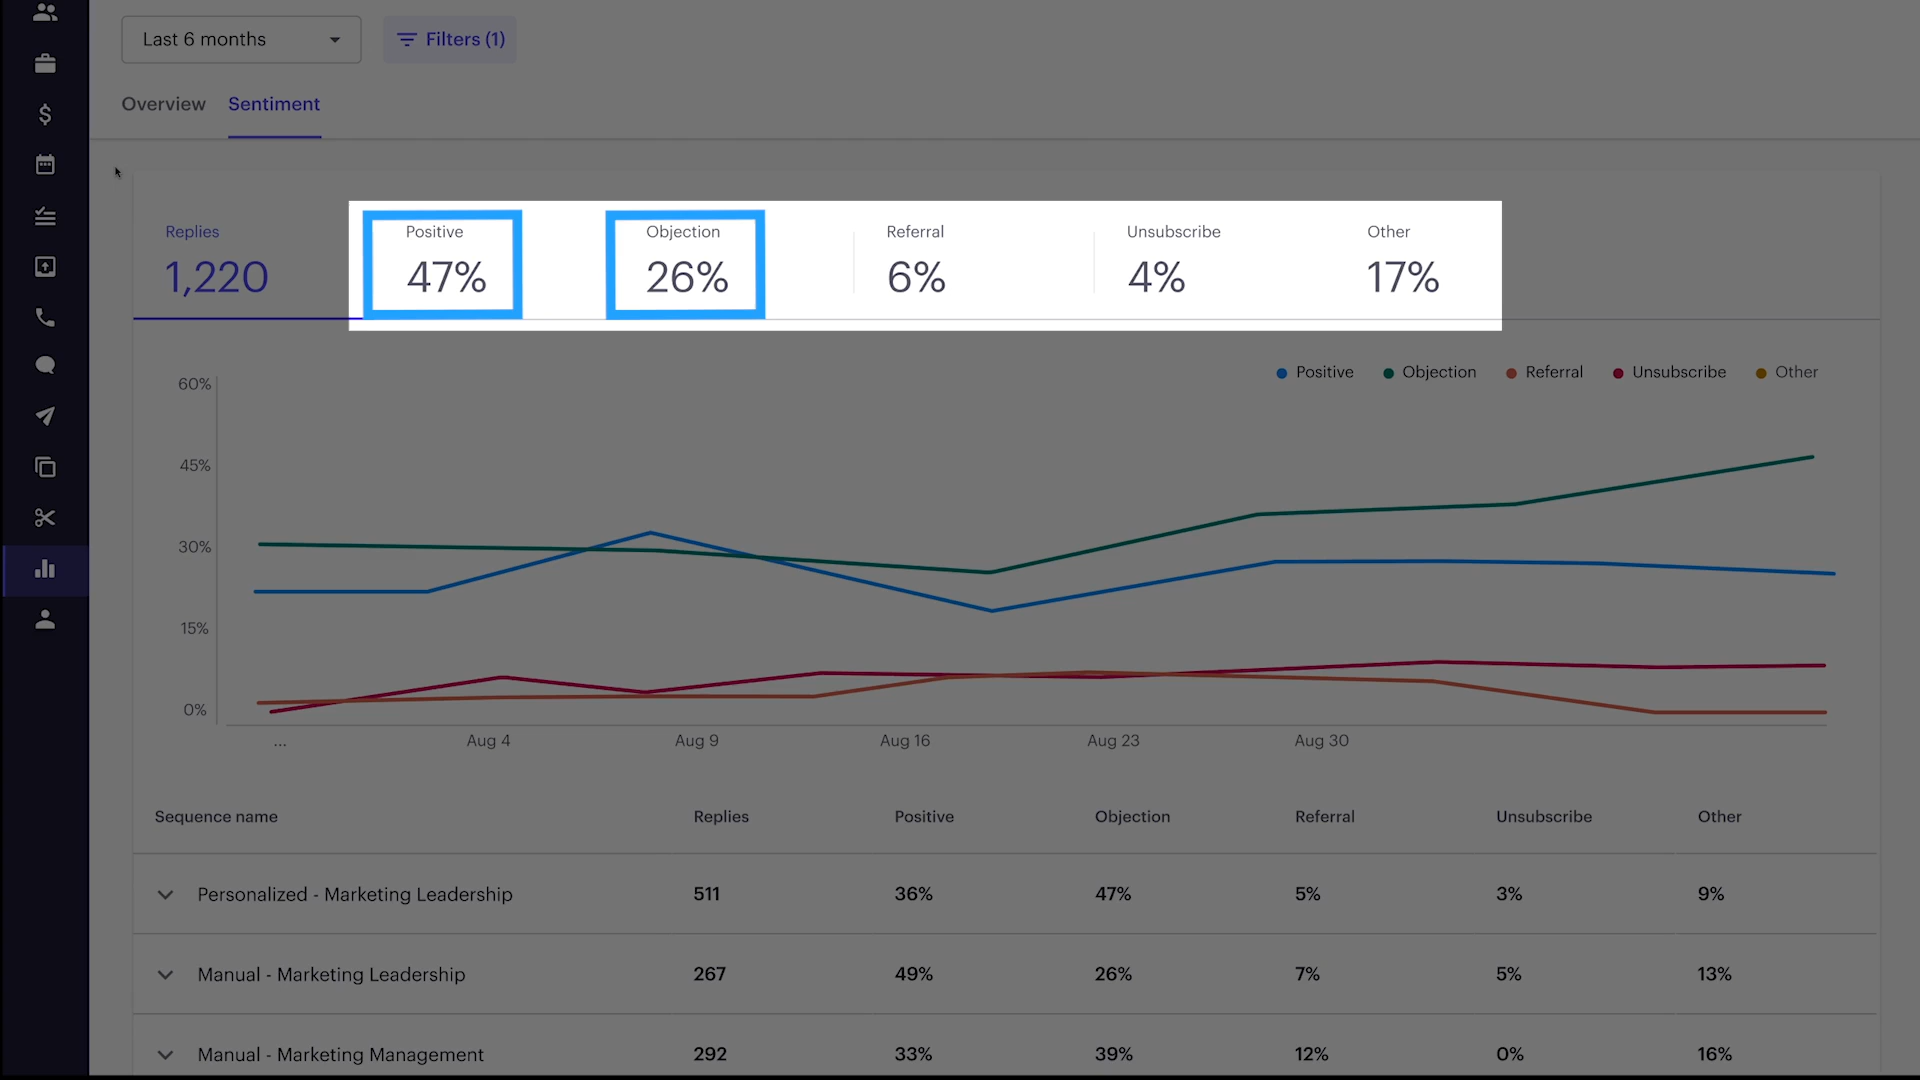 Last 6 months
Filters (1)
Overview Sentiment
Replies Positive Objection Referral Unsubscribe Other
1,220 47% 26% 6% 4% 17%
Positive Objection Referral Unsubscribe Other
60%
45%
30%
15%
0%
... Aug 4 Aug 9 Aug 16 Aug 23 Aug 30
Sequence name Replies Positive Objection Referral Unsubscribe Other
Personalized - Marketing Leadership 511 36% 47% 5% 3% 9%
Manual - Marketing Leadership 267 49% 26% 7% 5% 13%
Manual - Marketing Management 292 33% 39% 12% 0% 16%